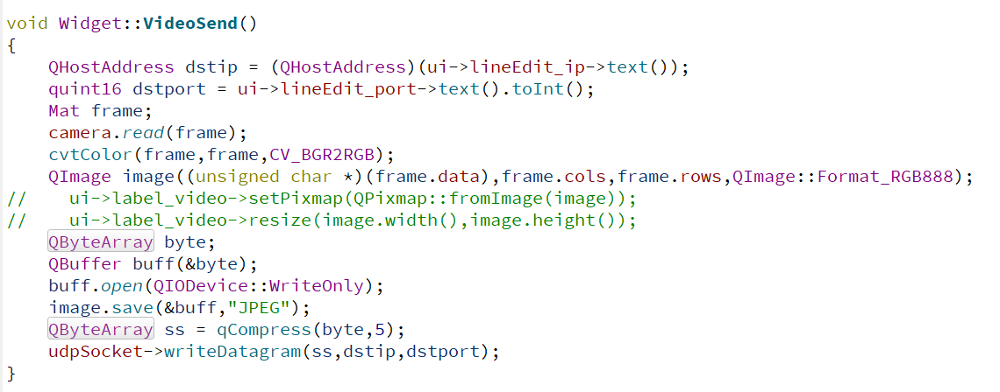 void Widget::VideoSend()
{
    QHostAddress dstip = (QHostAddress)(ui->lineEdit_ip->text());
    quint16 dstport = ui->lineEdit_port->text().toInt();
    Mat frame;
    camera.read(frame);
    cvtColor(frame,frame,CV_BGR2RGB);
    QImage image((unsigned char *)(frame.data),frame.cols,frame.rows,QImage::Format_RGB888);
//    ui->label_video->setPixmap(QPixmap::fromImage(image));
//    ui->label_video->resize(image.width(),image.height());
    QByteArray byte;
    QBuffer buff(&byte);
    buff.open(QIODevice::WriteOnly);
    image.save(&buff,"JPEG");
    QByteArray ss = qCompress(byte,5);
    udpSocket->writeDatagram(ss,dstip,dstport);
}